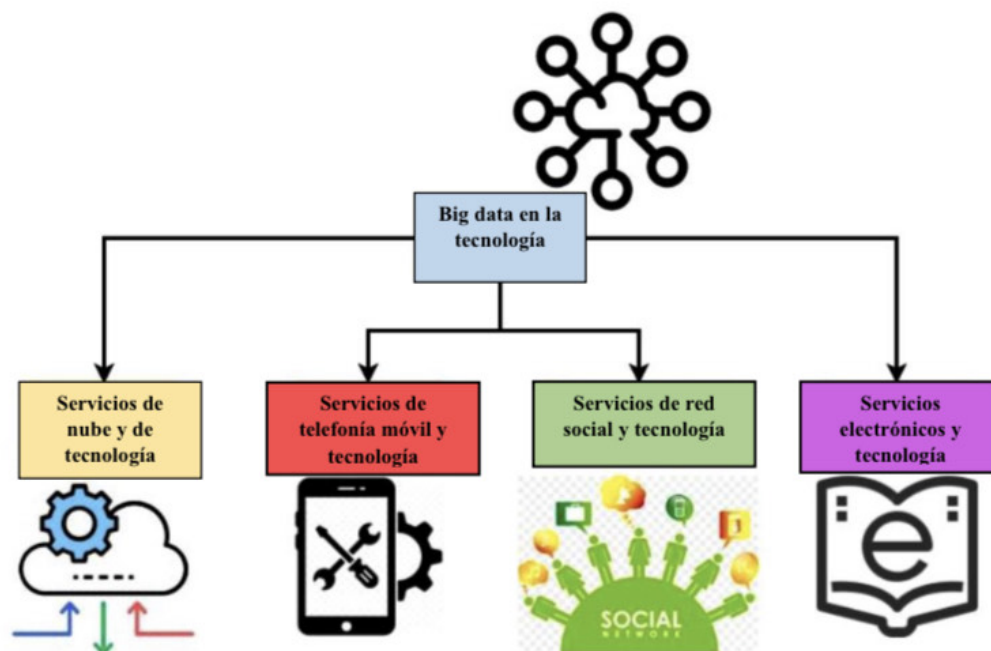 Big data en la
tecnología
Servicios de
nube y de
tecnología
Servicios de
telefonía móvil y
tecnología
Servicios de red
social y tecnología
Servicios
electrónicos y
tecnología
SOCIAL
NETWORK
e